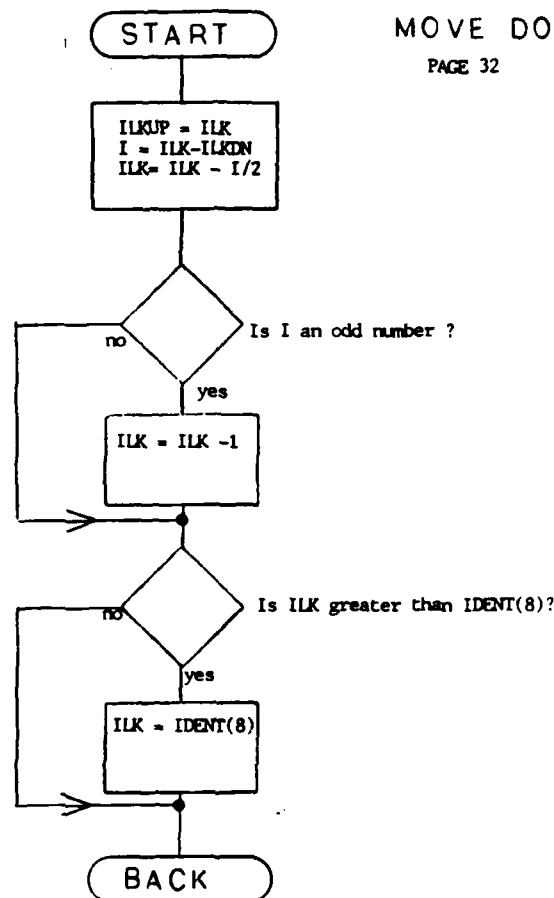 START
MOVE DO
PAGE 32
ILKUP = ILK
I = ILK-ILKDN
ILK= ILK - I/2
Is I an odd number ?
no
yes
ILK = ILK -1
Is ILK greater than IDENT(8)?
no
yes
ILK = IDENT(8)
BACK